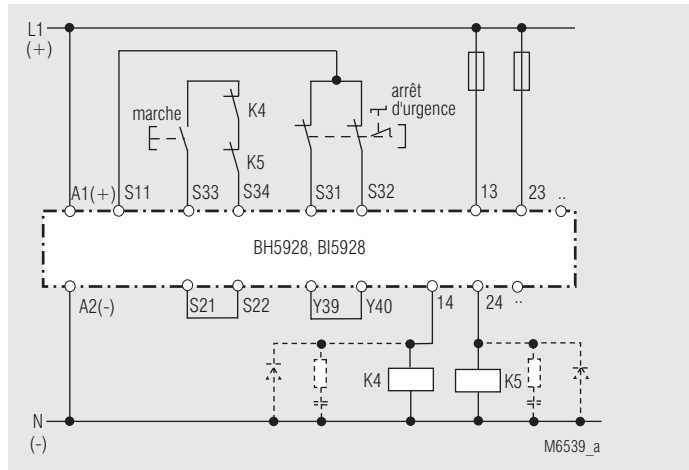 L1
(+)
marche
K4
K5
arrêt
d'urgence
A1(+) S11 S33 S34 S31 S32 13 23 ..
BH5928, BI5928
A2(-) S21 S22 Y39 Y40 14 24 ..
K4 K5
N
(-)
M6539_a